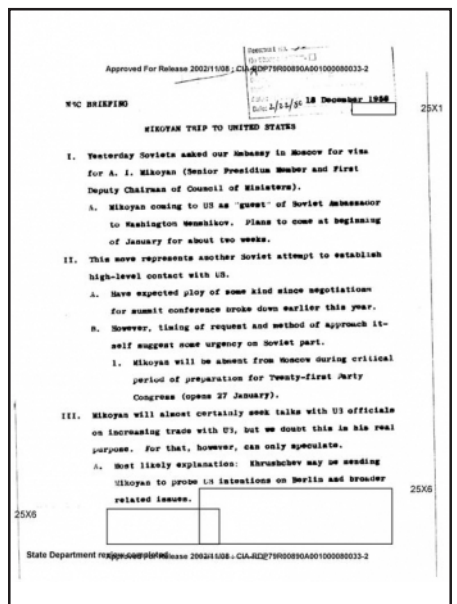 Approved For Release 2002/11/08 : CIA-RDP79R00890A001000080033-2
NSC BRIEFING
Date: 2/22/80
18 December 1958
25X1
MIKOYAN TRIP TO UNITED STATES
I. Yesterday Soviets asked our Embassy in Moscow for visa
for A. I. Mikoyan (Senior Presidium Member and First
Deputy Chairman of Council of Ministers).
A. Mikoyan coming to US as "guest" of Soviet Ambassador
to Washington Menshikov. Plans to come at beginning
of January for about two weeks.
II. This move represents another Soviet attempt to establish
high-level contact with US.
A. Have expected ploy of some kind since negotiations
for summit conference broke down earlier this year.
B. However, timing of request and method of approach it-
self suggest some urgency on Soviet part.
1. Mikoyan will be absent from Moscow during critical
period of preparation for Twenty-first Party
Congress (opens 27 January).
III. Mikoyan will almost certainly seek talks with US officials
on increasing trade with US, but we doubt this is his real
purpose. For that, however, can only speculate.
A. Most likely explanation: Khrushchev may be sending
Mikoyan to probe US intentions on Berlin and broader
related issues.
25X6
25X6
State Department review completed
Approved For Release 2002/11/08 : CIA-RDP79R00890A001000080033-2